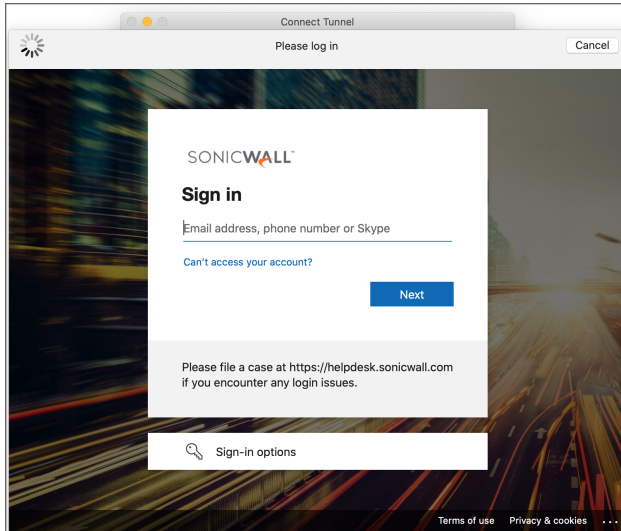 Connect Tunnel
Please log in
Cancel
SONICWALL™
Sign in
Email address, phone number or Skype
Can't access your account?
Next
Please file a case at https://helpdesk.sonicwall.com
if you encounter any login issues.
Sign-in options
Terms of use Privacy & cookies ...